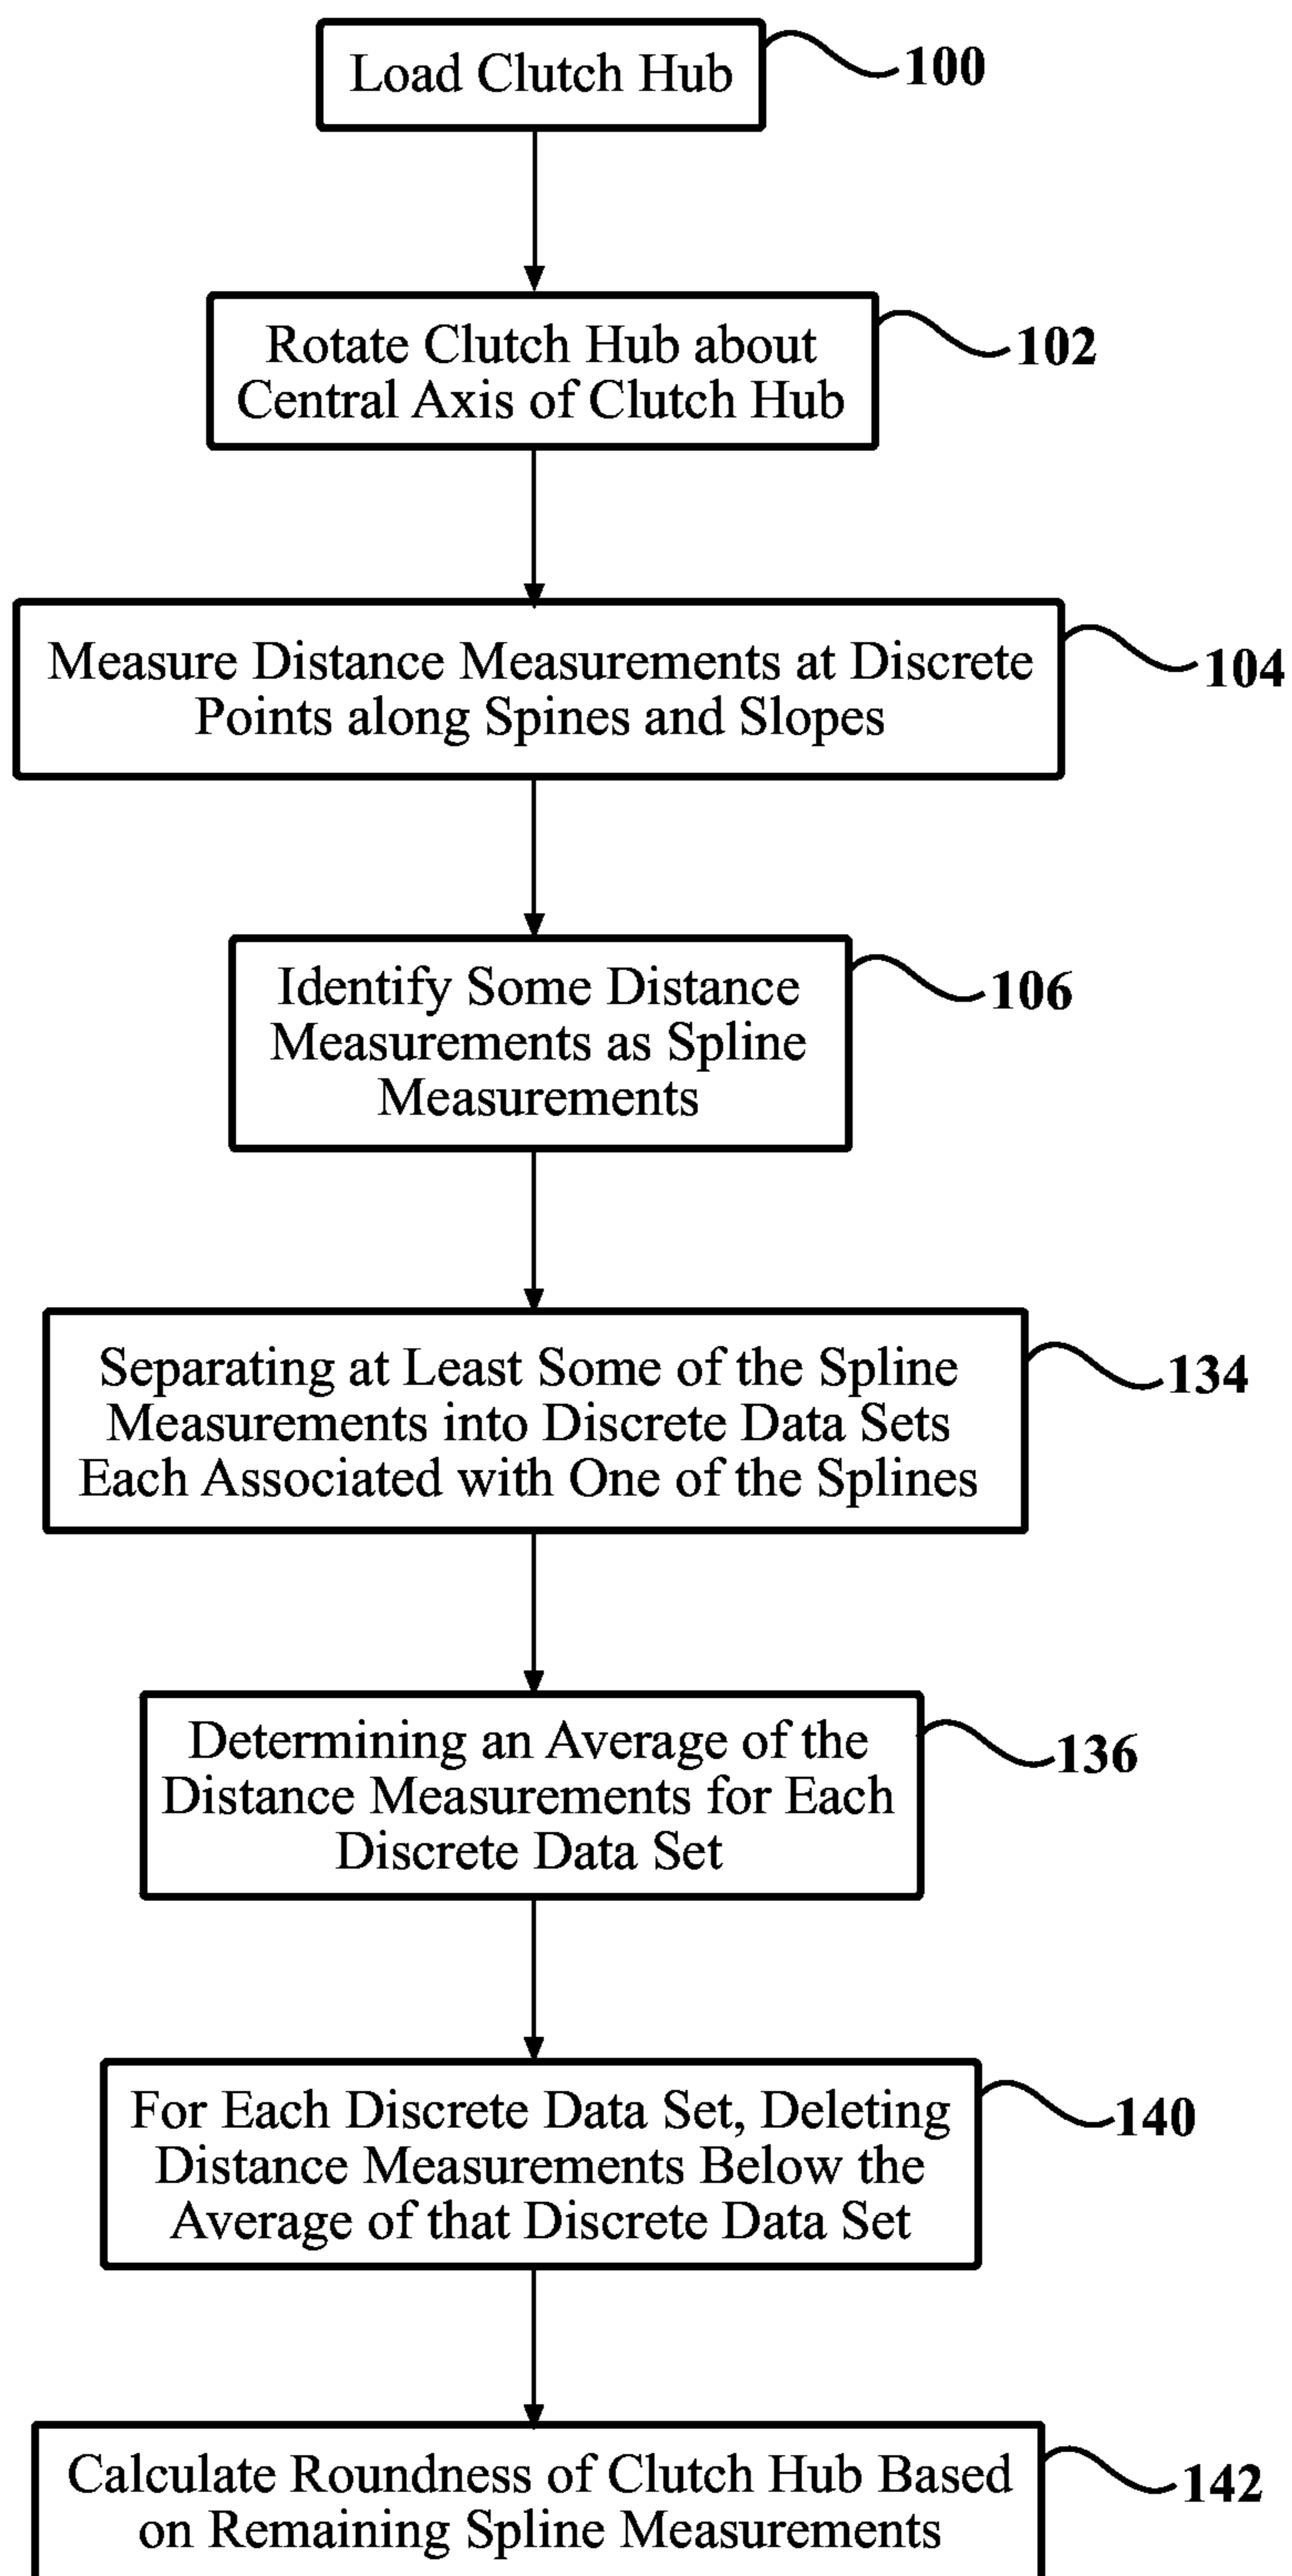 Load Clutch Hub
100
Rotate Clutch Hub about
Central Axis of Clutch Hub
102
Measure Distance Measurements at Discrete
Points along Spines and Slopes
104
Identify Some Distance
Measurements as Spline
Measurements
106
Separating at Least Some of the Spline
Measurements into Discrete Data Sets
Each Associated with One of the Splines
134
Determining an Average of the
Distance Measurements for Each
Discrete Data Set
136
For Each Discrete Data Set, Deleting
Distance Measurements Below the
Average of that Discrete Data Set
140
Calculate Roundness of Clutch Hub Based
on Remaining Spline Measurements
142